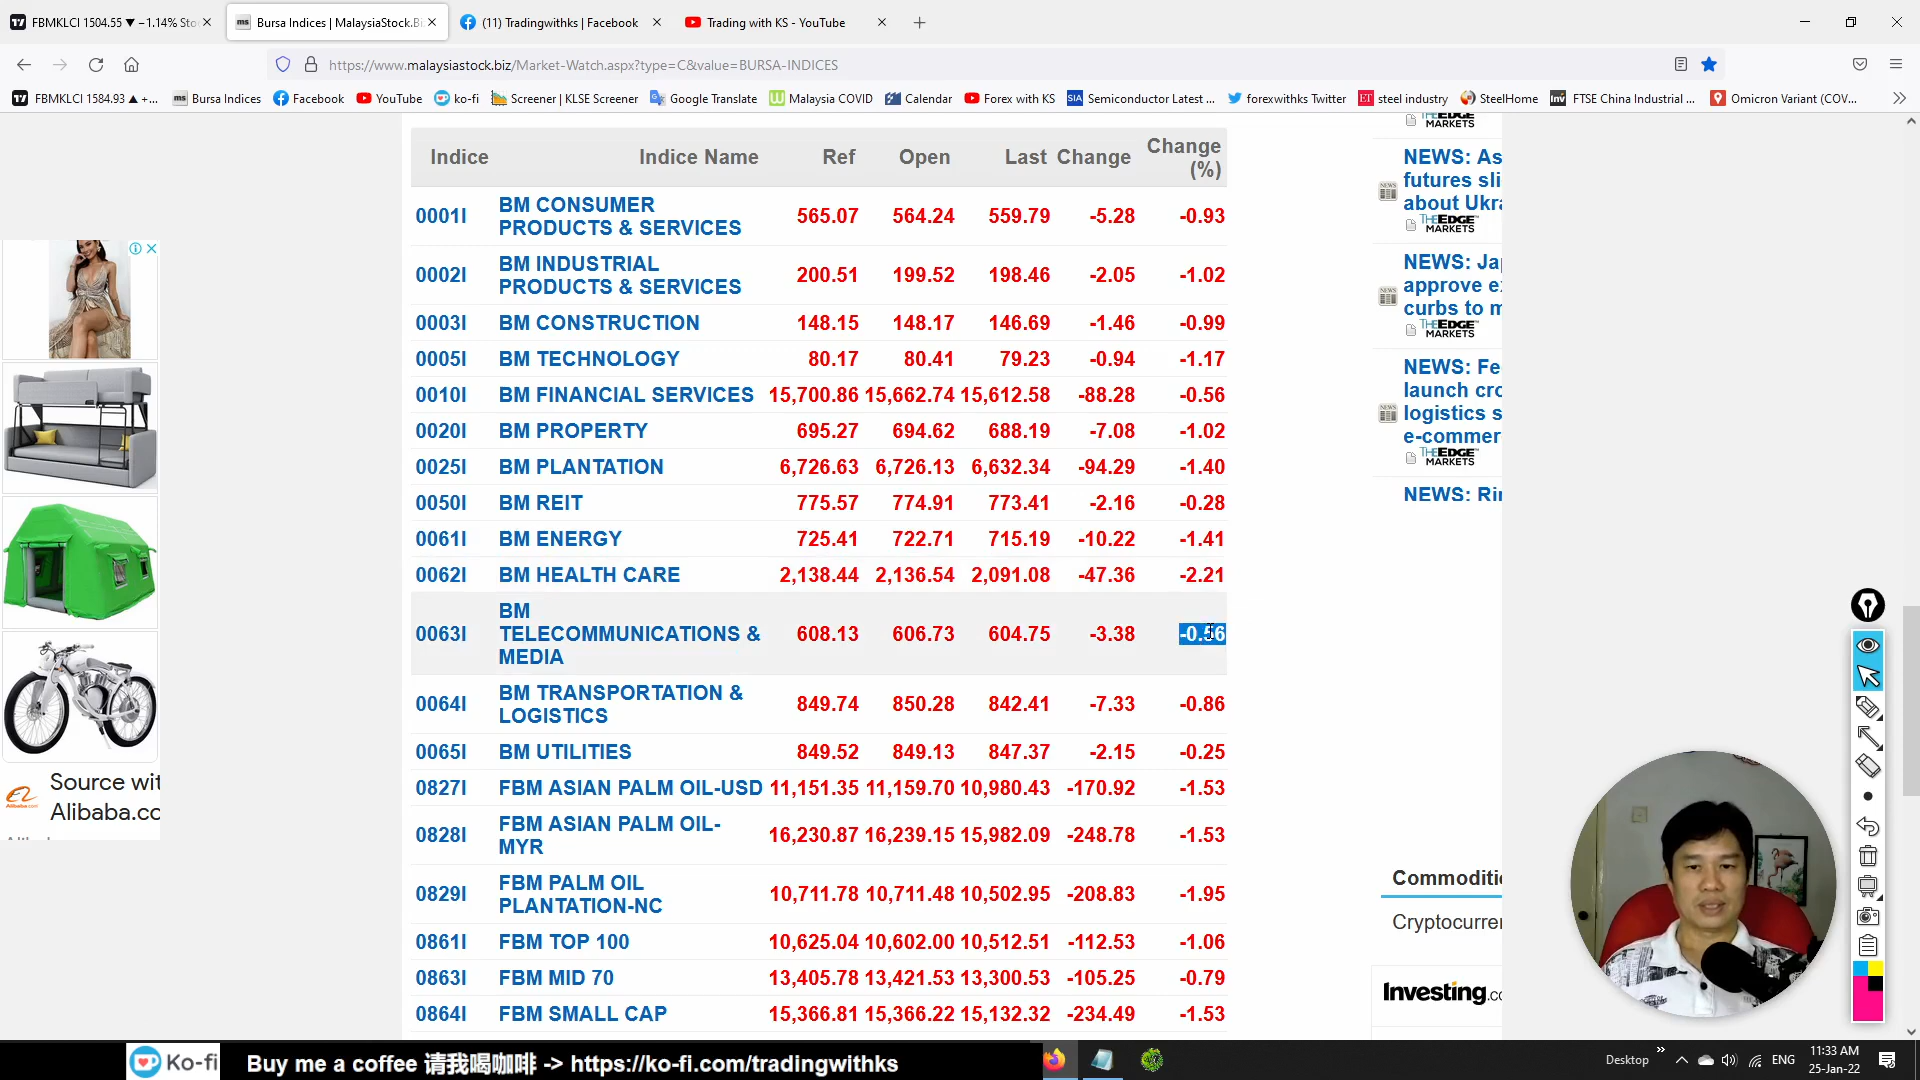 FBMKLCI 1504.55 ▼ −1.14%
Bursa Indices | MalaysiaStock.Bi
(11) Tradingwithks | Facebook
Trading with KS - YouTube
https://www.malaysiastock.biz/Market-Watch.aspx?type=C&value=BURSA-INDICES
FBMKLCI 1584.93 ▲ +...
Bursa Indices
Facebook
YouTube
ko-fi
Screener | KLSE Screener
Google Translate
Malaysia COVID
Calendar
Forex with KS
Semiconductor Latest ...
forexwithks Twitter
steel industry
SteelHome
FTSE China Industrial ...
Omicron Variant (COV...
Indice Indice Name Ref Open Last Change Change (%)
0001I BM CONSUMER PRODUCTS & SERVICES 565.07 564.24 559.79 -5.28 -0.93
0002I BM INDUSTRIAL PRODUCTS & SERVICES 200.51 199.52 198.46 -2.05 -1.02
0003I BM CONSTRUCTION 148.15 148.17 146.69 -1.46 -0.99
0005I BM TECHNOLOGY 80.17 80.41 79.23 -0.94 -1.17
0010I BM FINANCIAL SERVICES 15,700.86 15,662.74 15,612.58 -88.28 -0.56
0020I BM PROPERTY 695.27 694.62 688.19 -7.08 -1.02
0025I BM PLANTATION 6,726.63 6,726.13 6,632.34 -94.29 -1.40
0050I BM REIT 775.57 774.91 773.41 -2.16 -0.28
0061I BM ENERGY 725.41 722.71 715.19 -10.22 -1.41
0062I BM HEALTH CARE 2,138.44 2,136.54 2,091.08 -47.36 -2.21
0063I BM TELECOMMUNICATIONS & MEDIA 608.13 606.73 604.75 -3.38 -0.56
0064I BM TRANSPORTATION & LOGISTICS 849.74 850.28 842.41 -7.33 -0.86
0065I BM UTILITIES 849.52 849.13 847.37 -2.15 -0.25
0827I FBM ASIAN PALM OIL-USD 11,151.35 11,159.70 10,980.43 -170.92 -1.53
0828I FBM ASIAN PALM OIL-MYR 16,230.87 16,239.15 15,982.09 -248.78 -1.53
0829I FBM PALM OIL PLANTATION-NC 10,711.78 10,711.48 10,502.95 -208.83 -1.95
0861I FBM TOP 100 10,625.04 10,602.00 10,512.51 -112.53 -1.06
0863I FBM MID 70 13,405.78 13,421.53 13,300.53 -105.25 -0.79
0864I FBM SMALL CAP 15,366.81 15,366.22 15,132.32 -234.49 -1.53
THE EDGE MARKETS
NEWS: As
futures sli
about Ukra
THE EDGE MARKETS
NEWS: Ja
approve e
curbs to m
THE EDGE MARKETS
NEWS: Fe
launch cro
logistics s
e-commer
THE EDGE MARKETS
NEWS: Ri
Commoditi
Cryptocurren
Investing.co
Source wit
Alibaba.co
Ko-fi
Buy me a coffee 请我喝咖啡 -> https://ko-fi.com/tradingwithks
Desktop
ENG
11:33 AM
25-Jan-22